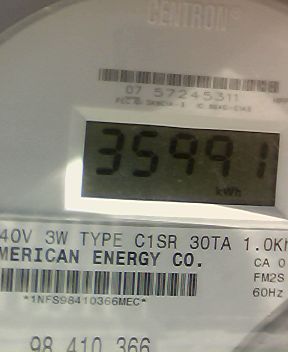 CENTRON®
07 57245311
35991
kWh
40V 3W TYPE C1SR 30TA 1.0Kh
MERICAN ENERGY CO.
CA 0
FM2S
60Hz
*1NFS98410366MEC*
98 410 366